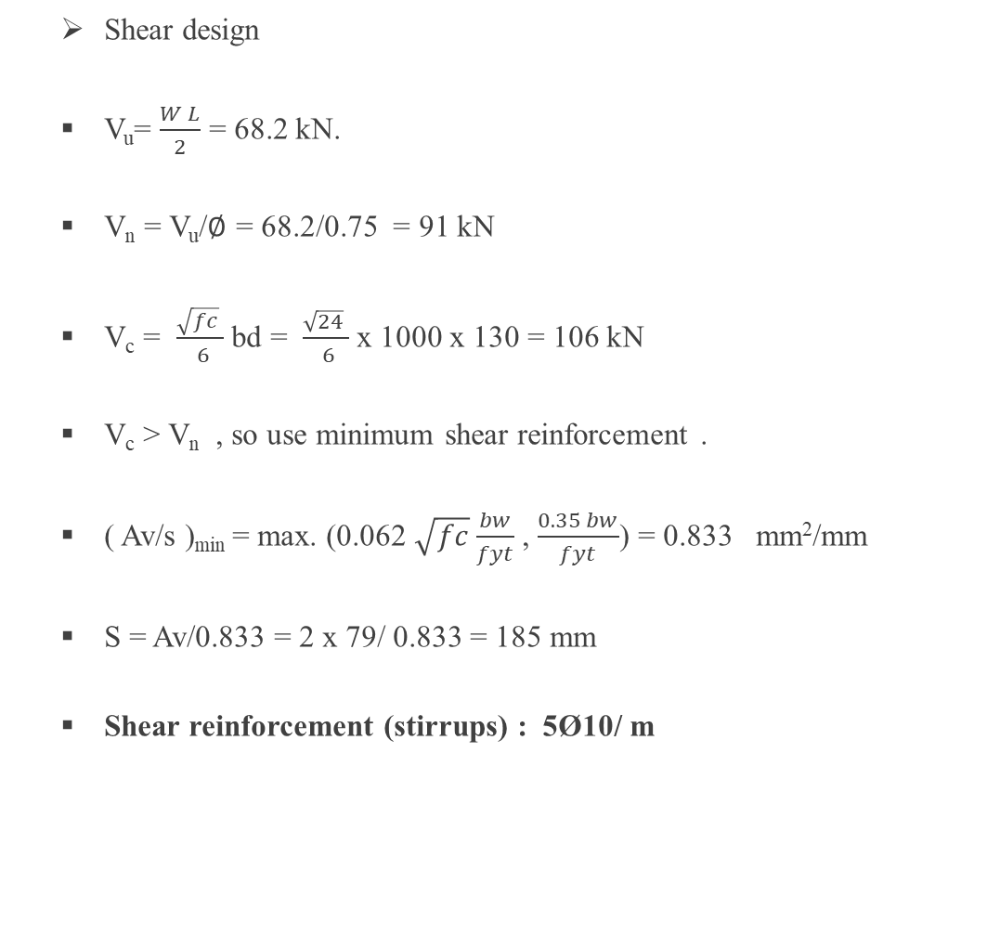 ➢ Shear design
▪ Vu= W L / 2 = 68.2 kN.
▪ Vn = Vu/∅ = 68.2/0.75 = 91 kN
▪ Vc = √fc / 6 bd = √24 / 6 x 1000 x 130 = 106 kN
▪ Vc > Vn , so use minimum shear reinforcement .
▪ ( Av/s )min = max. (0.062 √fc bw / fyt , 0.35 bw / fyt) = 0.833 mm²/mm
▪ S = Av/0.833 = 2 x 79/ 0.833 = 185 mm
▪ Shear reinforcement (stirrups) : 5Ø10/ m